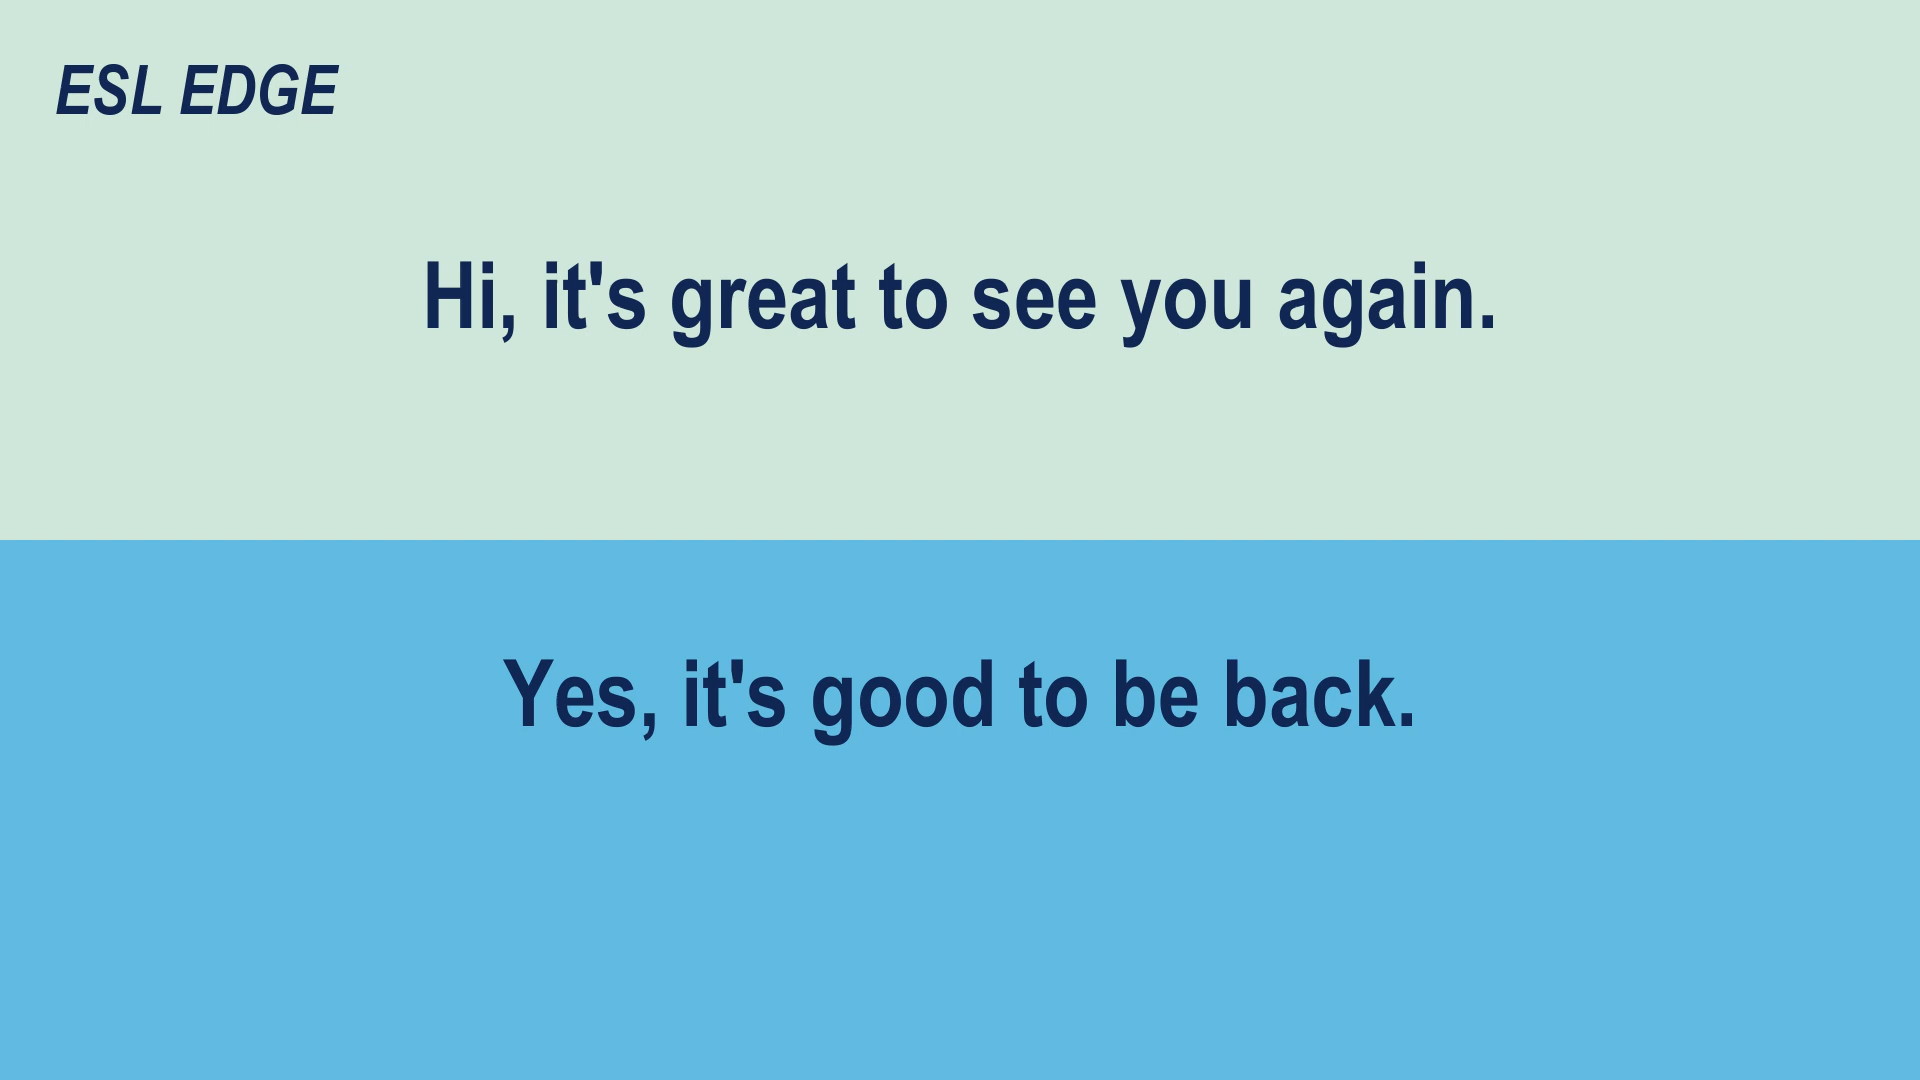 ESL EDGE
Hi, it's great to see you again.
Yes, it's good to be back.